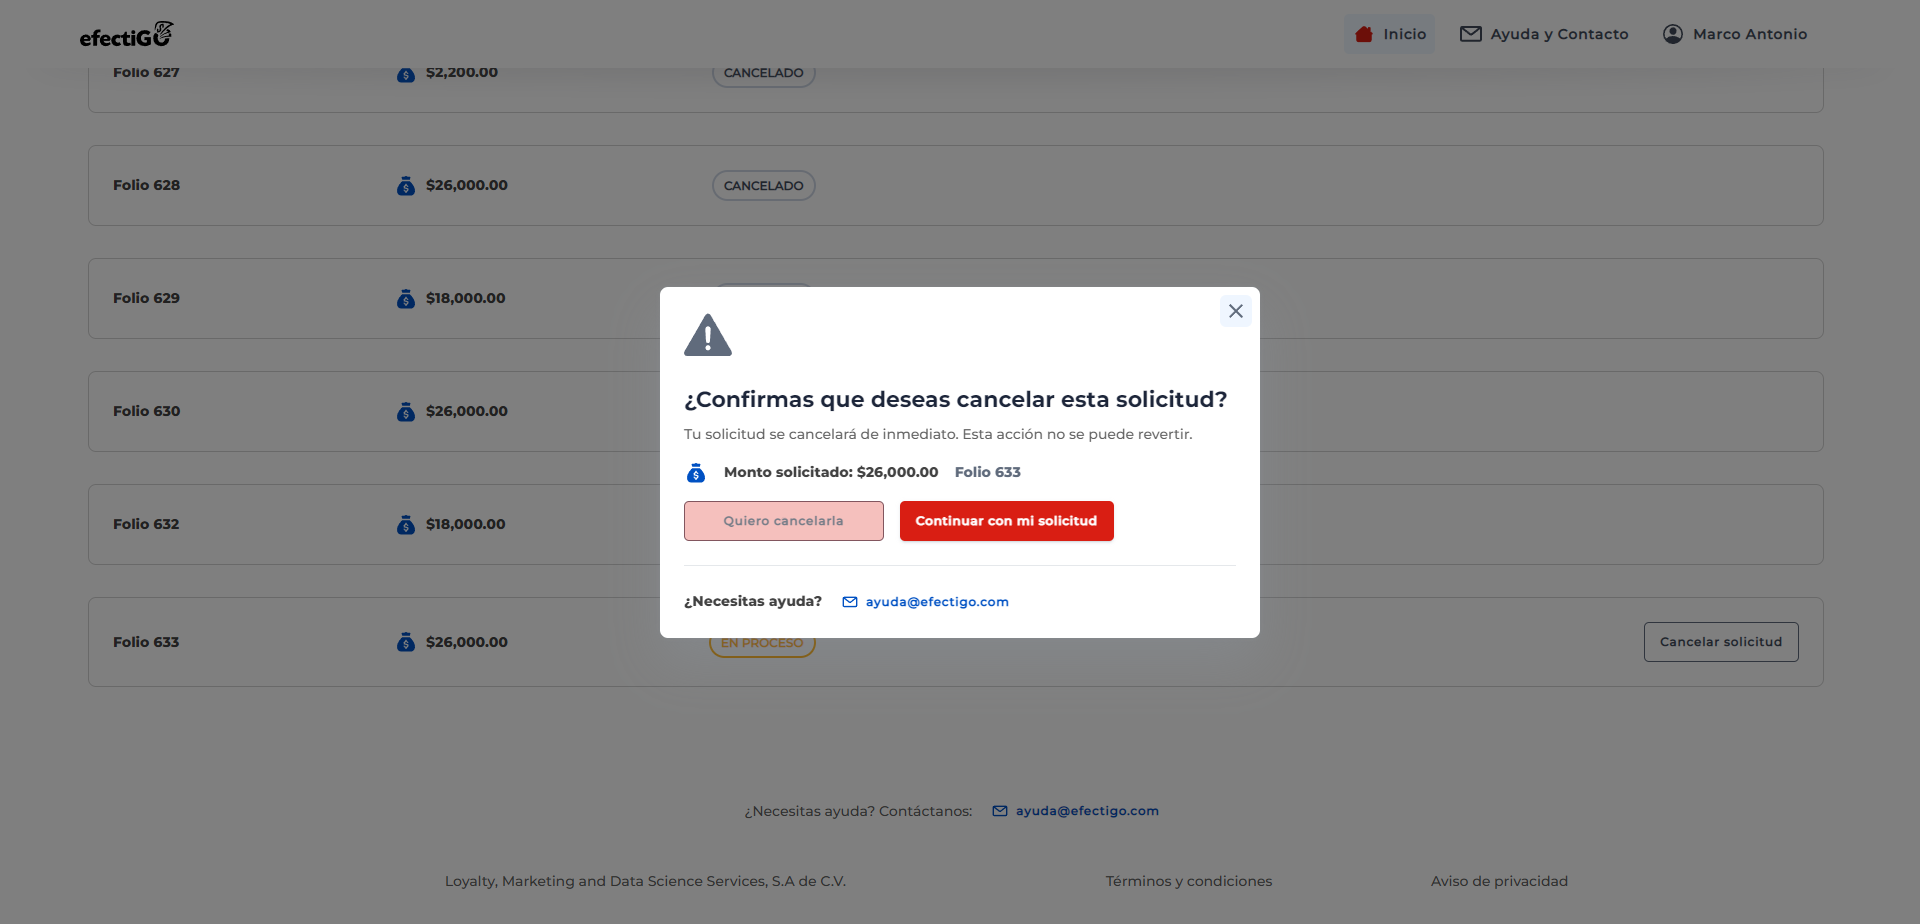 efectiGO
Inicio
Ayuda y Contacto
Marco Antonio
Folio 627 $2,200.00 CANCELADO
Folio 628 $26,000.00 CANCELADO
Folio 629 $18,000.00
Folio 630 $26,000.00
Folio 632 $18,000.00
Folio 633 $26,000.00 EN PROCESO Cancelar solicitud
¿Confirmas que deseas cancelar esta solicitud?
Tu solicitud se cancelará de inmediato. Esta acción no se puede revertir.
Monto solicitado: $26,000.00 Folio 633
Quiero cancelarla Continuar con mi solicitud
¿Necesitas ayuda? ayuda@efectigo.com
¿Necesitas ayuda? Contáctanos: ayuda@efectigo.com
Loyalty, Marketing and Data Science Services, S.A de C.V. Términos y condiciones Aviso de privacidad